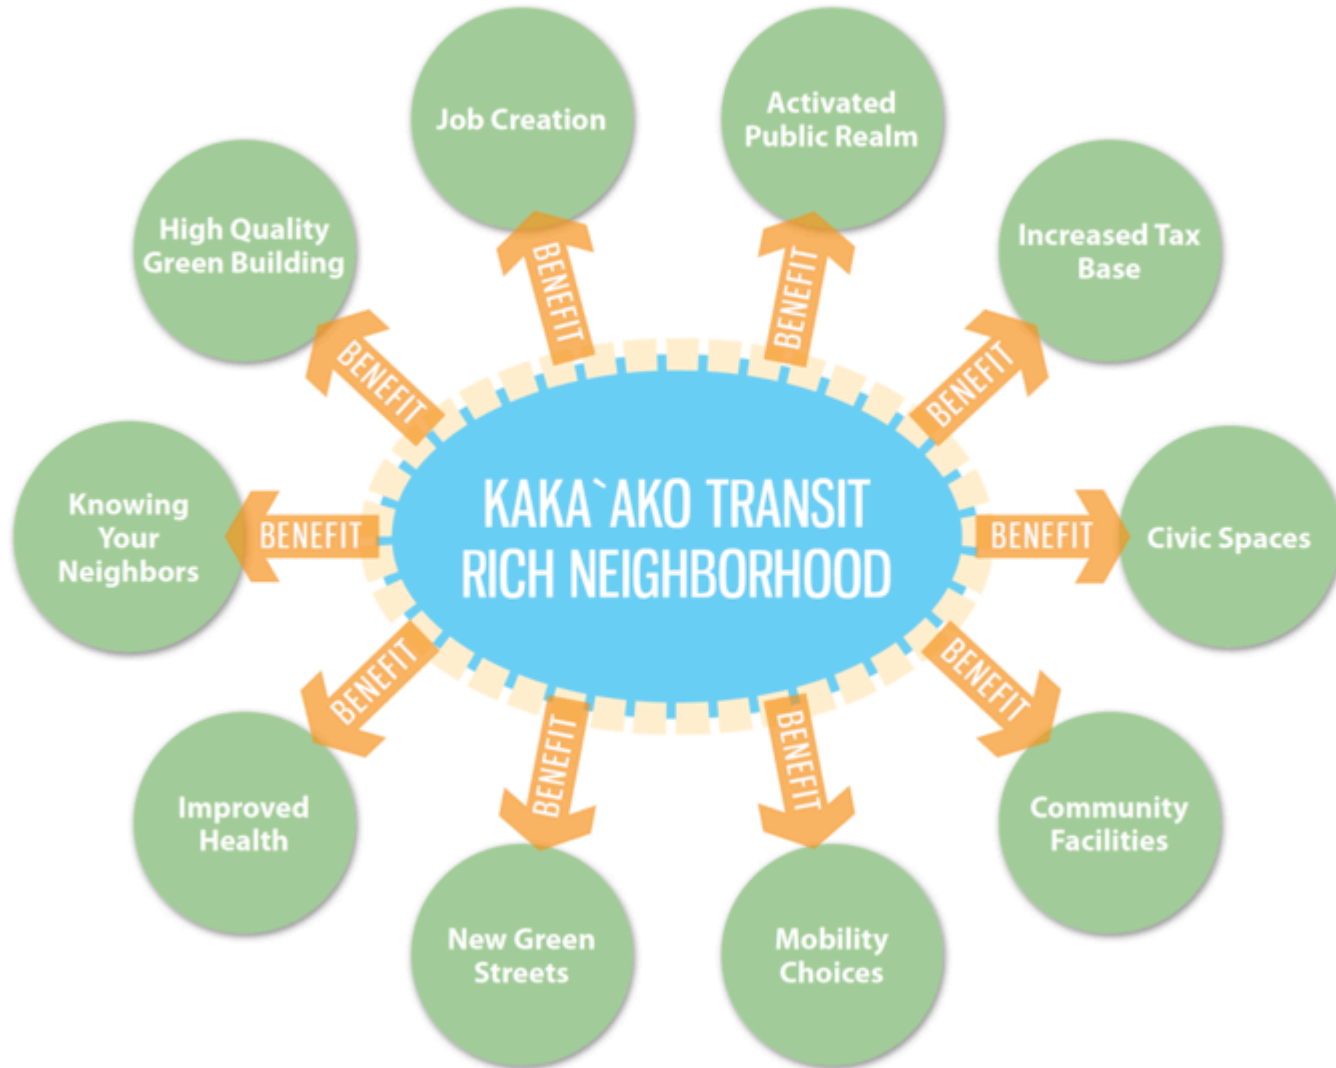 Job Creation
Activated
Public Realm
High Quality
Green Building
Increased Tax
Base
BENEFIT
BENEFIT
BENEFIT
BENEFIT
Knowing
Your
Neighbors
BENEFIT
KAKA`AKO TRANSIT
RICH NEIGHBORHOOD
BENEFIT
Civic Spaces
BENEFIT
BENEFIT
BENEFIT
BENEFIT
Improved
Health
Community
Facilities
New Green
Streets
Mobility
Choices